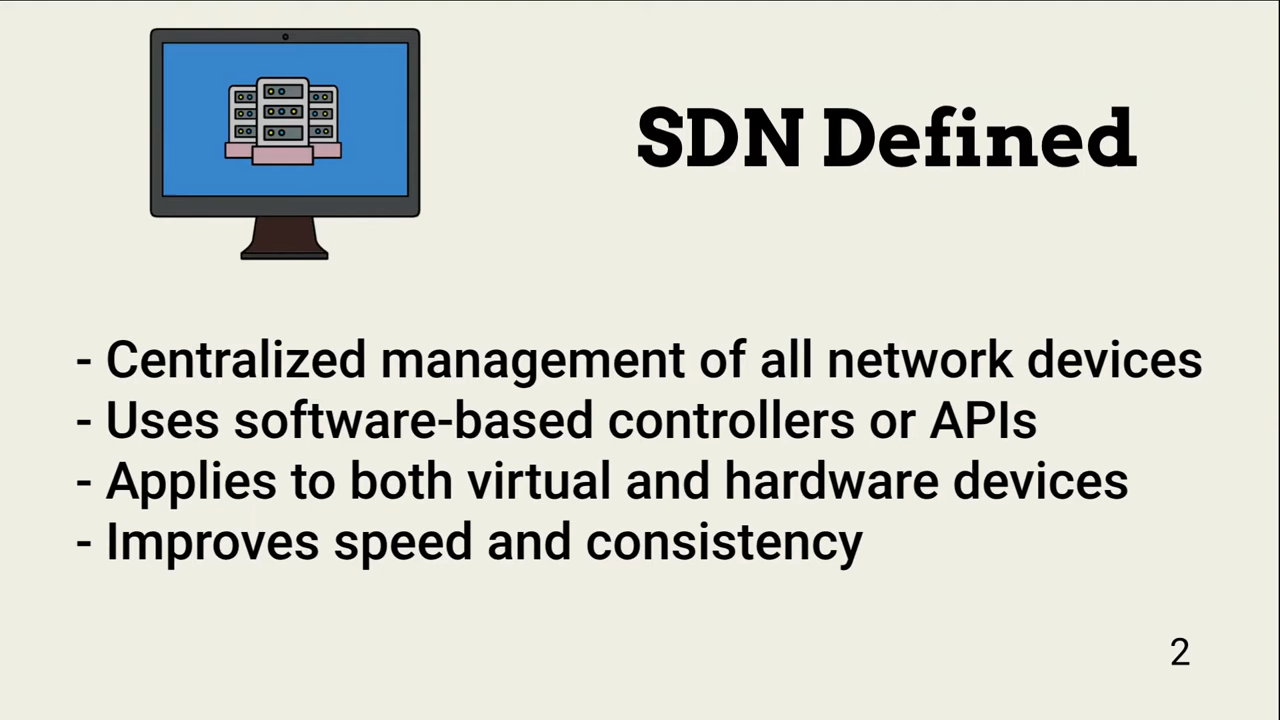 SDN Defined
- Centralized management of all network devices
- Uses software-based controllers or APIs
- Applies to both virtual and hardware devices
- Improves speed and consistency
2